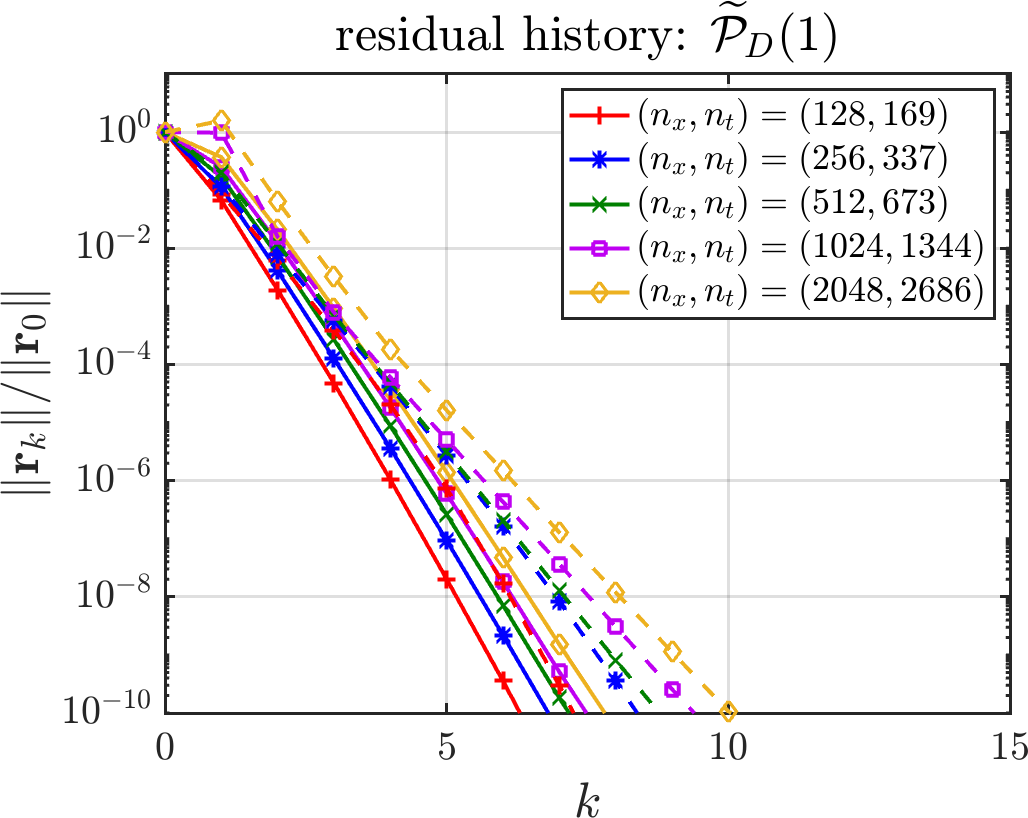 residual history: $\widetilde{\mathcal{P}}_D(1)$
$(n_x, n_t) = (128, 169)$
$(n_x, n_t) = (256, 337)$
$(n_x, n_t) = (512, 673)$
$(n_x, n_t) = (1024, 1344)$
$(n_x, n_t) = (2048, 2686)$
$\|\mathbf{r}_k\| / \|\mathbf{r}_0\|$
$10^0$
$10^{-2}$
$10^{-4}$
$10^{-6}$
$10^{-8}$
$10^{-10}$
0 5 10 15
$k$